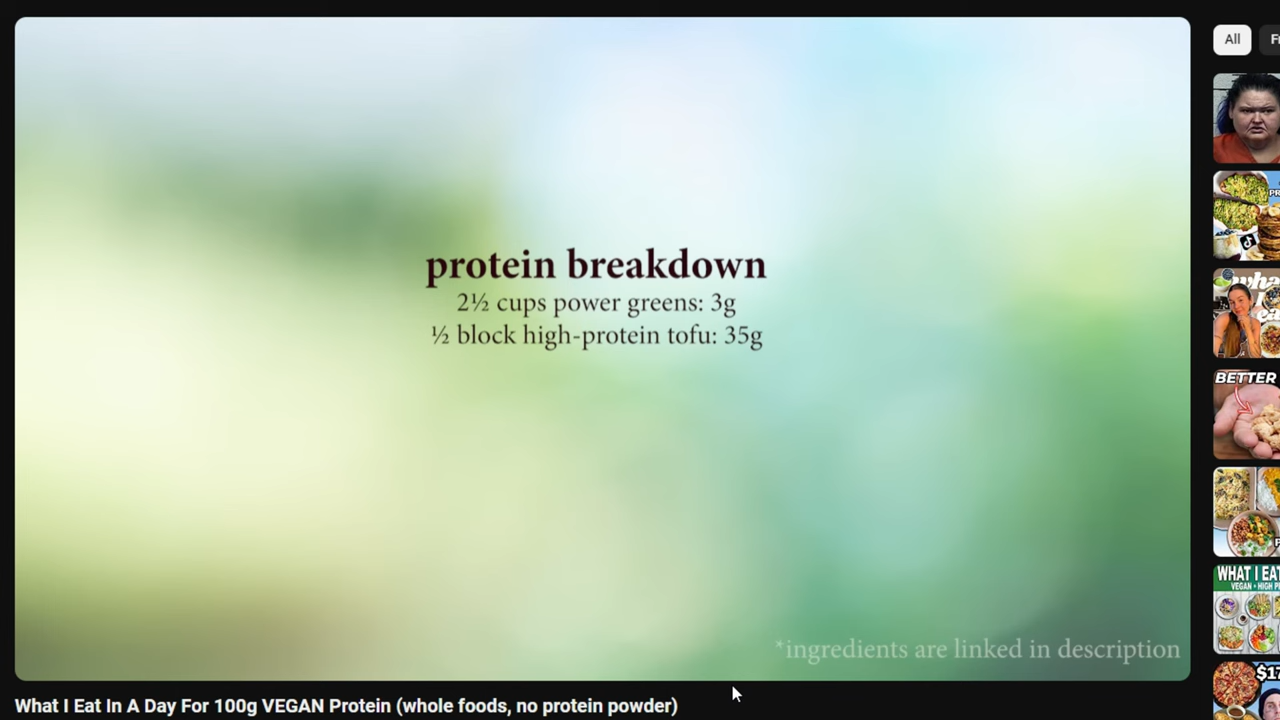 All
protein breakdown
2½ cups power greens: 3g
½ block high-protein tofu: 35g
BETTER
WHAT I EAT
*ingredients are linked in description
What I Eat In A Day For 100g VEGAN Protein (whole foods, no protein powder)